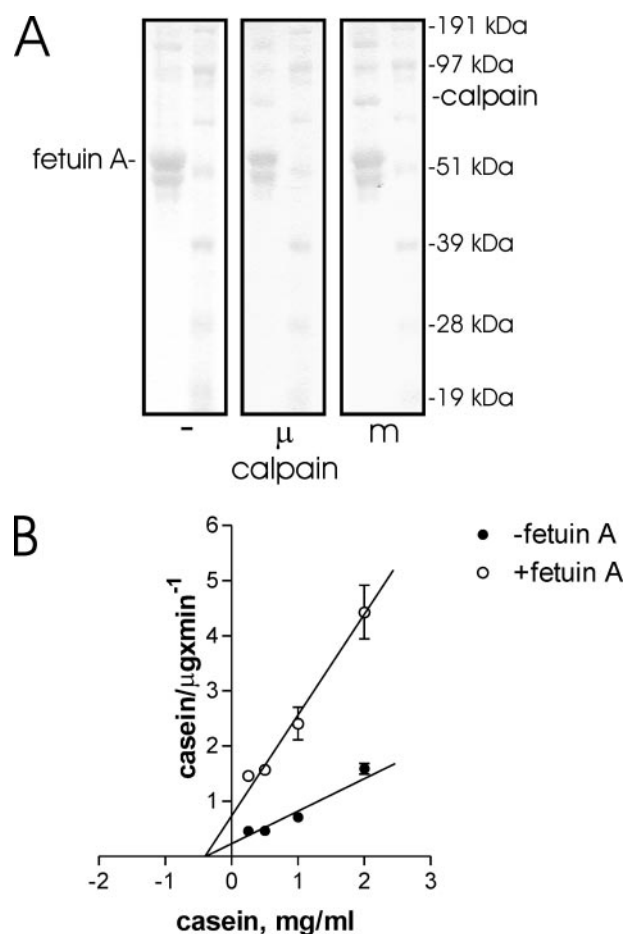 A
-191 kDa
-97 kDa
-calpain
fetuin A-
-51 kDa
-39 kDa
-28 kDa
-19 kDa
- μ m
calpain
B
6
5
4
3
2
1
casein/μgxmin⁻¹
-fetuin A
+fetuin A
-2 -1 0 1 2 3
casein, mg/ml